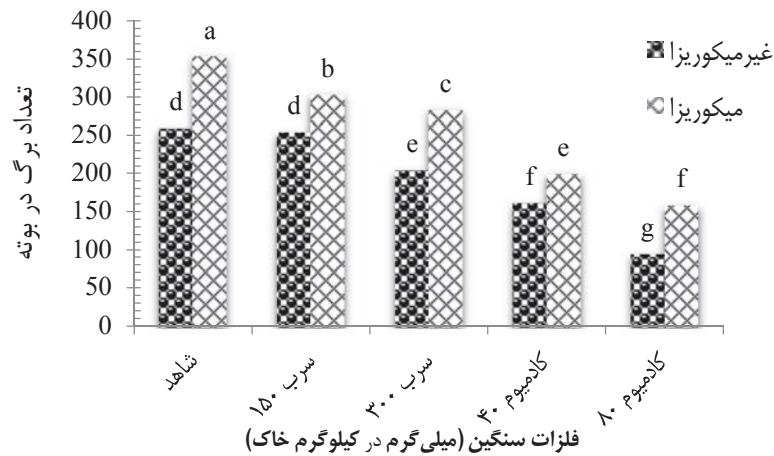 400
350
300
250
200
150
100
50
0
تعداد برگ در بوته
a
b
c
d
d
e
e
f
f
g
غیرمیکوریزا
میکوریزا
شاهد
سرب ۱۵۰
سرب ۳۰۰
کادمیوم ۴۰
کادمیوم ۸۰
فلزات سنگین (میلی‌گرم در کیلوگرم خاک)